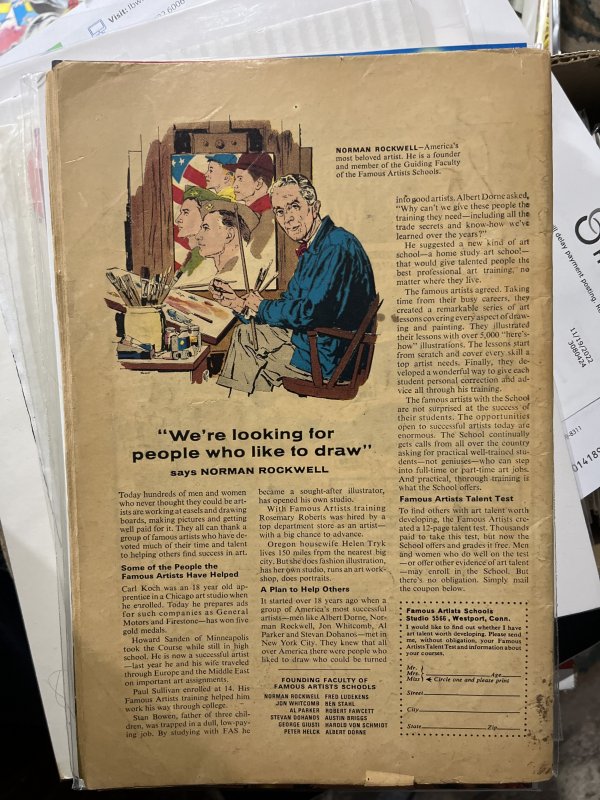 Visit: lbw
2.6008
NORMAN ROCKWELL—America's
most beloved artist. He is a founder
and member of the Guiding Faculty
of the Famous Artists Schools.
"We're looking for
people who like to draw"
says NORMAN ROCKWELL
Today hundreds of men and women
who never thought they could be art-
ists are working at easels and drawing
boards, making pictures and getting
well paid for it. They all can thank a
group of famous artists who have de-
voted much of their time and talent
to helping others find success in art.
Some of the People the
Famous Artists Have Helped
Carl Koch was an 18 year old ap-
prentice in a Chicago art studio when
he enrolled. Today he prepares ads
for such companies as General
Motors and Firestone—has won five
gold medals.
Howard Sanden of Minneapolis
took the Course while still in high
school. He is now a successful artist
—last year he and his wife traveled
through Europe and the Middle East
on important art assignments.
Paul Sullivan enrolled at 14. His
Famous Artists training helped him
work his way through college.
Stan Bowen, father of three chil-
dren, was trapped in a dull, low-pay-
ing job. By studying with FAS he
became a sought-after illustrator,
has opened his own studio.
With Famous Artists training
Rosemary Roberts was hired by a
top department store as an artist—
with a big chance to advance.
Oregon housewife Helen Tryk
lives 150 miles from the nearest big
city. But she does fashion illustration,
has her own studio, runs an art work-
shop, does portraits.
A Plan to Help Others
It started over 18 years ago when a
group of America's most successful
artists—men like Albert Dorne, Nor-
man Rockwell, Jon Whitcomb, Al
Parker and Stevan Dohanos—met in
New York City. They knew that all
over America there were people who
liked to draw who could be turned
FOUNDING FACULTY OF
FAMOUS ARTISTS SCHOOLS
NORMAN ROCKWELL FRED LUDEKENS
JON WHITCOMB BEN STAHL
AL PARKER ROBERT FAWCETT
STEVAN DOHANOS AUSTIN BRIGGS
GEORGE GIUSTI HAROLD VON SCHMIDT
PETER HELCK ALBERT DORNE
into good artists. Albert Dorne asked,
"Why can't we give these people the
training they need—including all the
trade secrets and know-how we've
learned over the years?"
He suggested a new kind of art
school—a home study art school—
that would give talented people the
best professional art training, no
matter where they live.
The famous artists agreed. Taking
time from their busy careers, they
created a remarkable series of art
lessons covering every aspect of draw-
ing and painting. They illustrated
their lessons with over 5,000 "here's-
how" illustrations. The lessons start
from scratch and cover every skill a
top artist needs. Finally, they de-
veloped a wonderful way to give each
student personal correction and ad-
vice all through his training.
The famous artists with the School
are not surprised at the success of
their students. The opportunities
open to successful artists today are
enormous. The School continually
gets calls from all over the country
asking for practical well-trained stu-
dents—not geniuses—who can step
into full-time or part-time art jobs.
And practical, thorough training is
what the School offers.
Famous Artists Talent Test
To find others with art talent worth
developing, the Famous Artists cre-
ated a 12-page talent test. Thousands
paid to take this test, but now the
School offers and grades it free. Men
and women who do well on the test
—or offer other evidence of art talent
—may enroll in the School. But
there's no obligation. Simply mail
the coupon below.
Famous Artists Schools
Studio 5566, Westport, Conn.
I would like to find out whether I have
art talent worth developing. Please send
me, without obligation, your Famous
Artists Talent Test and information about
your courses.
Mr.
Mrs. Age
Miss Circle one and please print
Street
City
State Zip
delay payment posting
11/19/2022
3080424
8311